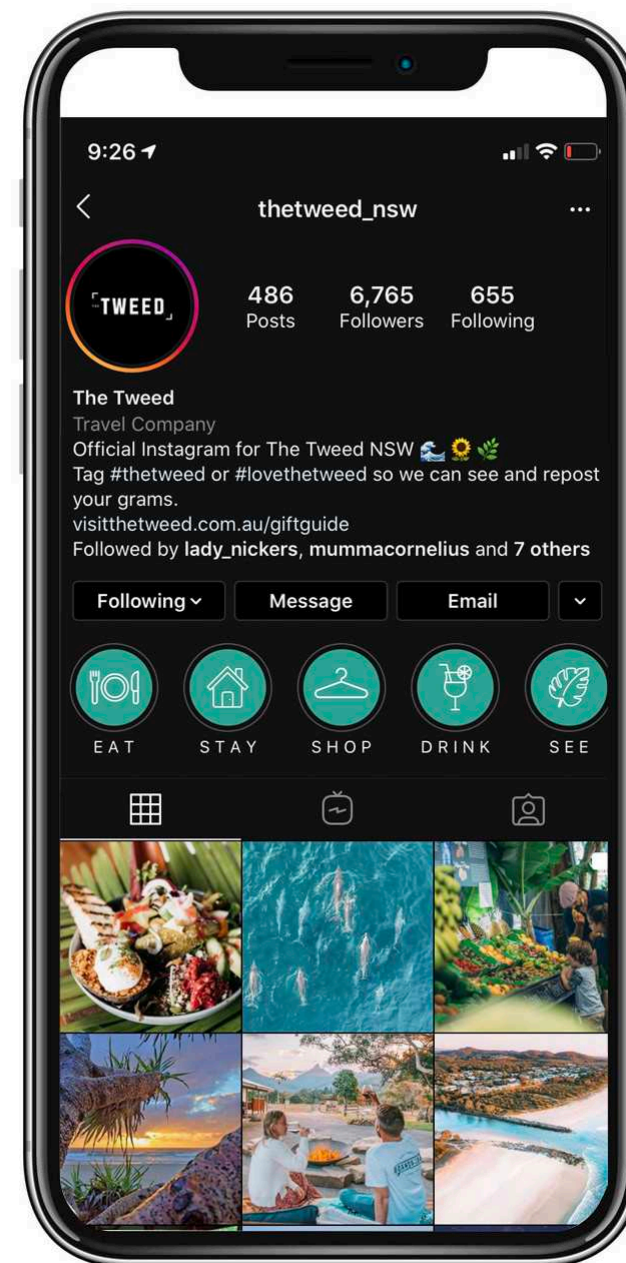 9:26
thetweed_nsw
THE TWEED
486 6,765 655
Posts Followers Following
The Tweed
Travel Company
Official Instagram for The Tweed NSW 🌊 🌻 🌿
Tag #thetweed or #lovethetweed so we can see and repost
your grams.
visitthetweed.com.au/giftguide
Followed by lady_nickers, mummacornelius and 7 others
Following Message Email
EAT STAY SHOP DRINK SEE